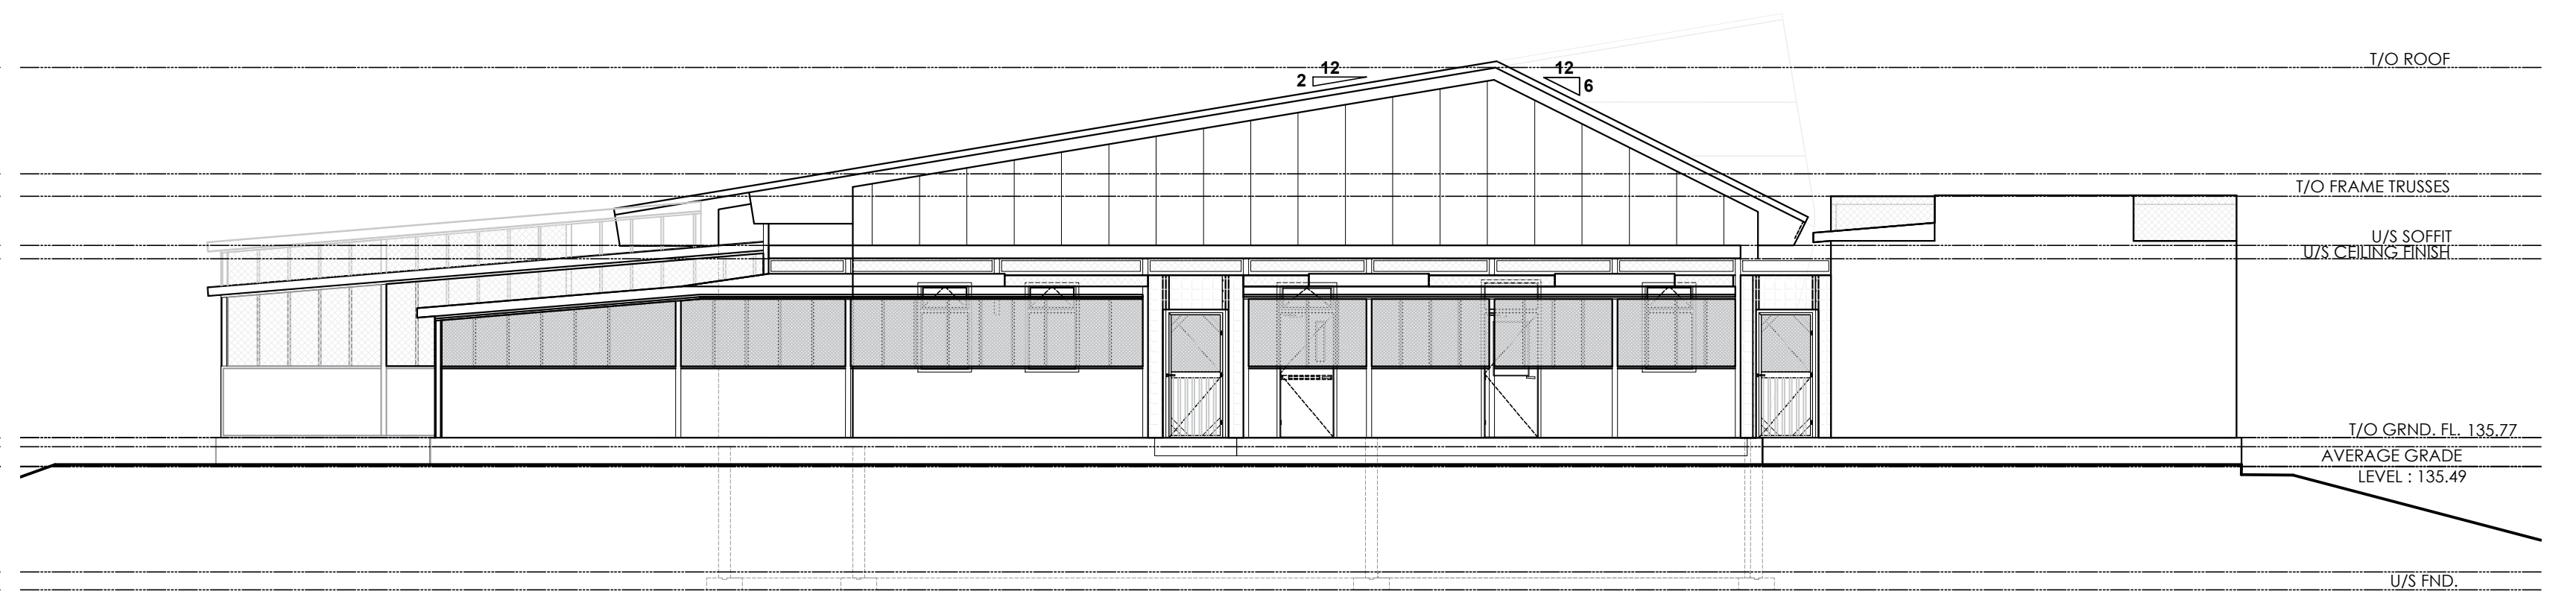 T/O ROOF
12
12
2
6
T/O FRAME TRUSSES
U/S SOFFIT
U/S CEILING FINISH
T/O GRND. FL. 135.77
AVERAGE GRADE
LEVEL : 135.49
U/S FND.